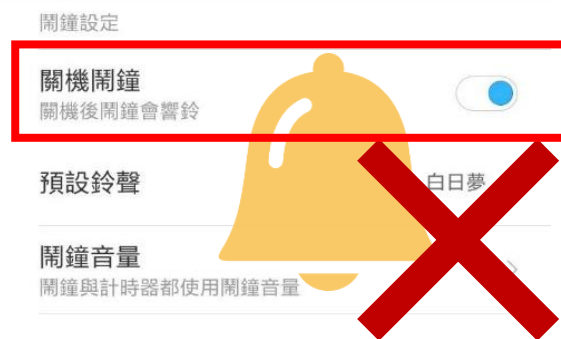 鬧鐘設定
關機鬧鐘
關機後鬧鐘會響鈴
預設鈴聲
白日夢
鬧鐘音量
鬧鐘與計時器都使用鬧鐘音量